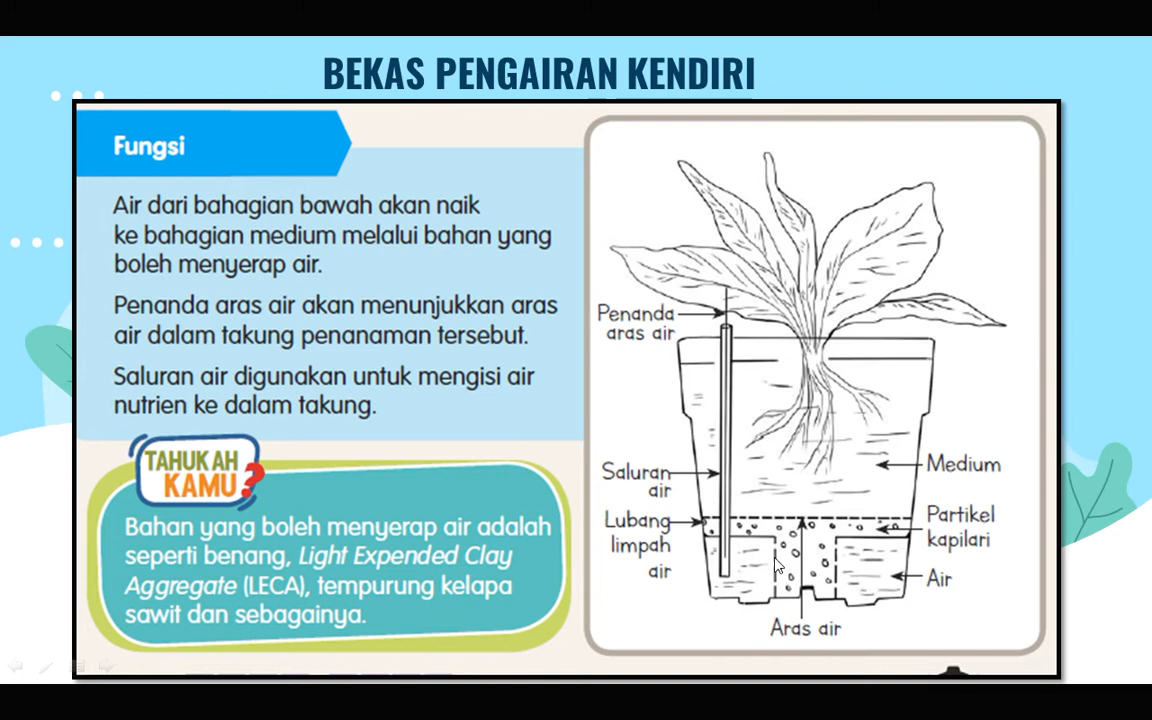 BEKAS PENGAIRAN KENDIRI
Fungsi
Air dari bahagian bawah akan naik
ke bahagian medium melalui bahan yang
boleh menyerap air.
Penanda aras air akan menunjukkan aras
air dalam takung penanaman tersebut.
Saluran air digunakan untuk mengisi air
nutrien ke dalam takung.
TAHUKAH
KAMU?
Bahan yang boleh menyerap air adalah
seperti benang, Light Expended Clay
Aggregate (LECA), tempurung kelapa
sawit dan sebagainya.
Penanda
aras air
Saluran
air
Lubang
limpah
air
Medium
Partikel
kapilari
Air
Aras air